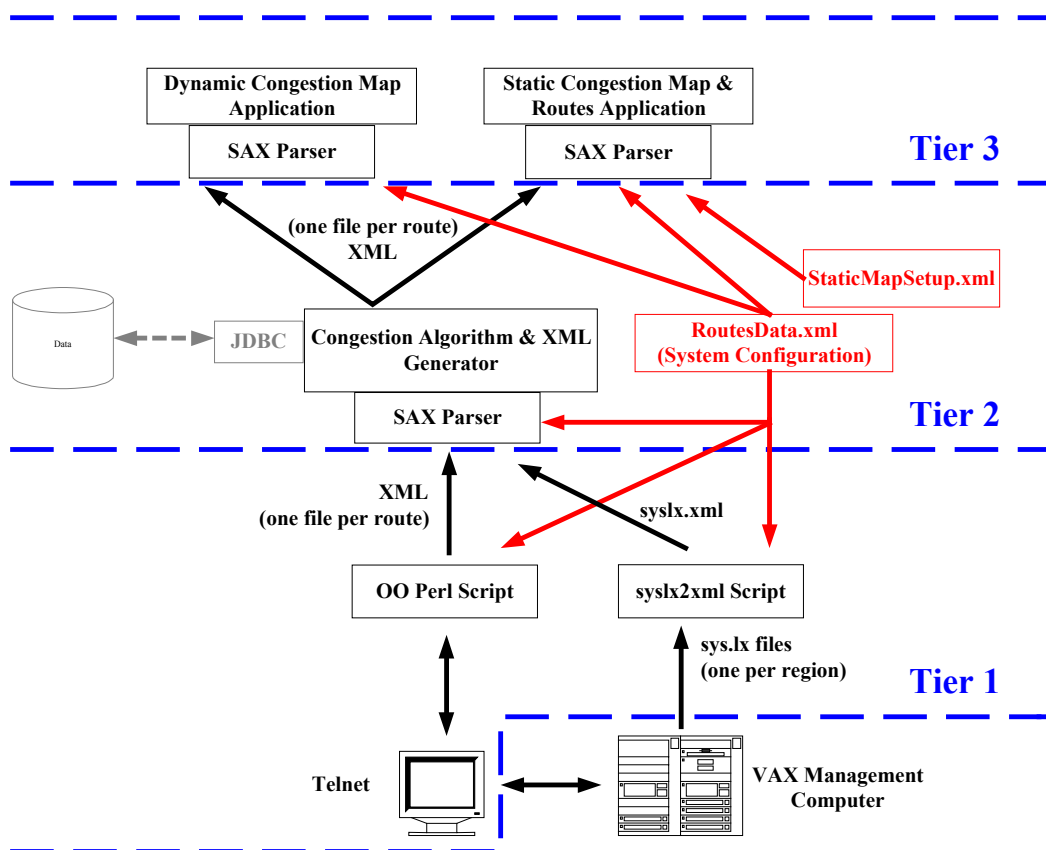 Dynamic Congestion Map
Application
SAX Parser
Static Congestion Map &
Routes Application
SAX Parser
Tier 3
(one file per route)
XML
StaticMapSetup.xml
Data
JDBC
Congestion Algorithm & XML
Generator
SAX Parser
RoutesData.xml
(System Configuration)
Tier 2
XML
(one file per route)
syslx.xml
OO Perl Script
syslx2xml Script
sys.lx files
(one per region)
Tier 1
Telnet
VAX Management
Computer